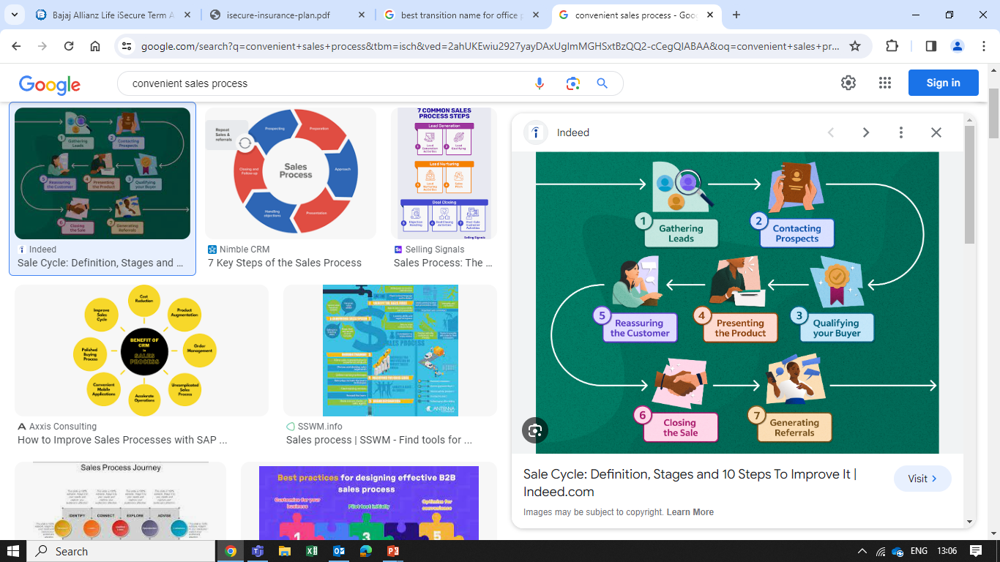 Bajaj Allianz Life iSecure Term A
isecure-insurance-plan.pdf
best transition name for office p
convenient sales process - Goo
google.com/search?q=convenient+sales+process&tbm=isch&ved=2ahUKEwiu2927yayDAxUgImMGHSxtBzQQ2-cCegQIABAA&oq=convenient+sales+pr...
Google
convenient sales process
Sign in
Gathering
Leads
Contacting
Prospects
Reassuring
the Customer
Presenting
the Product
Qualifying
your Buyer
Closing
the Sale
Generating
Referrals
Indeed
Sale Cycle: Definition, Stages and ...
Repeat
Sales &
referrals
Prospecting
Preparation
Approach
Presentation
Handling
objections
Closing and
Follow-up
Sales
Process
Nimble CRM
7 Key Steps of the Sales Process
7 COMMON SALES
PROCESS STEPS
Lead Generation
Lead Nurturing
Deal Closing
Selling Signals
Selling Signals
Sales Process: The ...
Cost
Reduction
Improve
Sales
Cycle
Product
Augmentation
Polished
Buying
Process
BENEFIT OF
CRM
in
SALES
PROCESS
Order
Management
Convenient
Mobile
Applications
Accelerate
Operations
Uncomplicated
Sales
Process
Axxis Consulting
How to Improve Sales Processes with SAP ...
SALES PROCESS
ANTENNA
SSWM.info
Sales process | SSWM - Find tools for ...
Sales Process Journey
IDENTIFY
CONNECT
EXPLORE
ADVISE
Best practices for designing effective B2B
sales process
Customize for your
business
Pilot test initially
Optimize for
convenience
1
3
5
Indeed
1
Gathering
Leads
2
Contacting
Prospects
5
Reassuring
the Customer
4
Presenting
the Product
3
Qualifying
your Buyer
6
Closing
the Sale
7
Generating
Referrals
Sale Cycle: Definition, Stages and 10 Steps To Improve It |
Indeed.com
Visit
Images may be subject to copyright. Learn More
Search
ENG
13:06